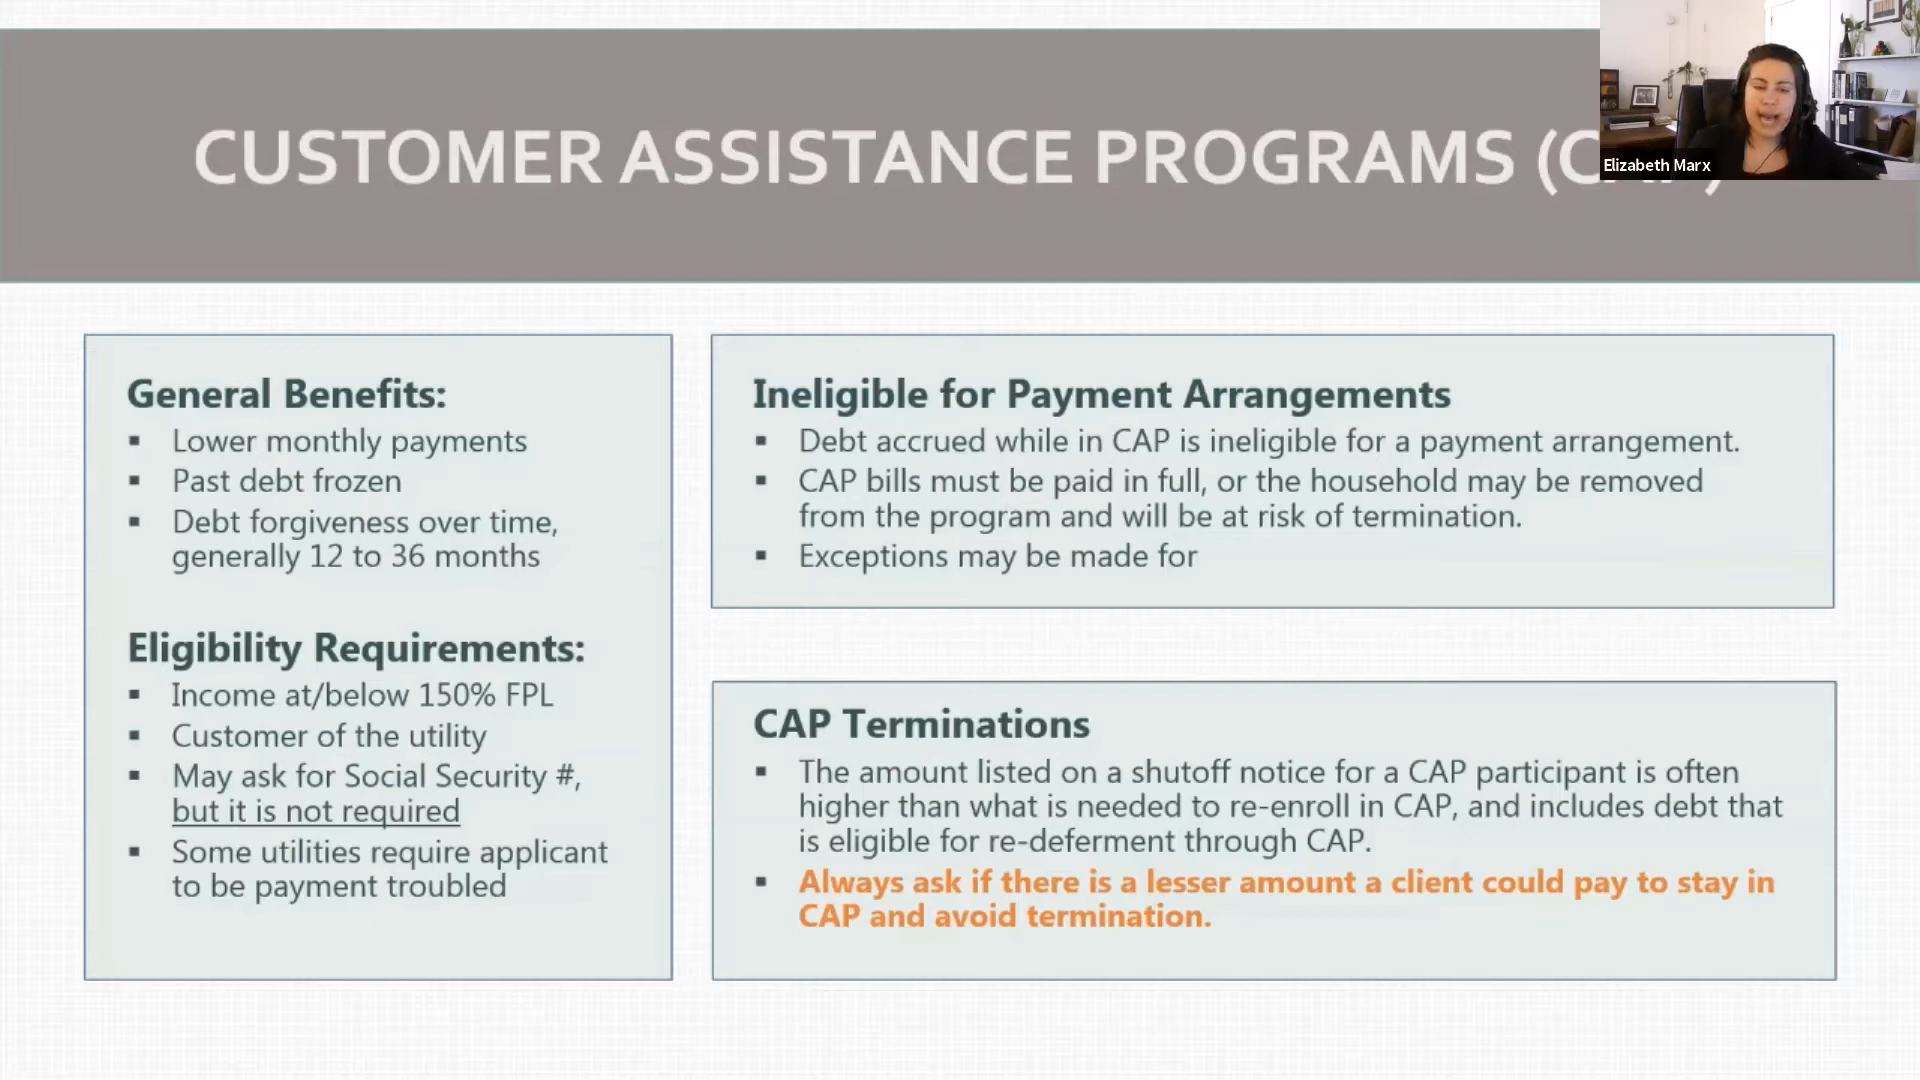 CUSTOMER ASSISTANCE PROGRAMS (C
Elizabeth Marx
General Benefits:
▪ Lower monthly payments
▪ Past debt frozen
▪ Debt forgiveness over time,
generally 12 to 36 months
Eligibility Requirements:
▪ Income at/below 150% FPL
▪ Customer of the utility
▪ May ask for Social Security #,
but it is not required
▪ Some utilities require applicant
to be payment troubled
Ineligible for Payment Arrangements
▪ Debt accrued while in CAP is ineligible for a payment arrangement.
▪ CAP bills must be paid in full, or the household may be removed
from the program and will be at risk of termination.
▪ Exceptions may be made for
CAP Terminations
▪ The amount listed on a shutoff notice for a CAP participant is often
higher than what is needed to re-enroll in CAP, and includes debt that
is eligible for re-deferment through CAP.
▪ Always ask if there is a lesser amount a client could pay to stay in
CAP and avoid termination.